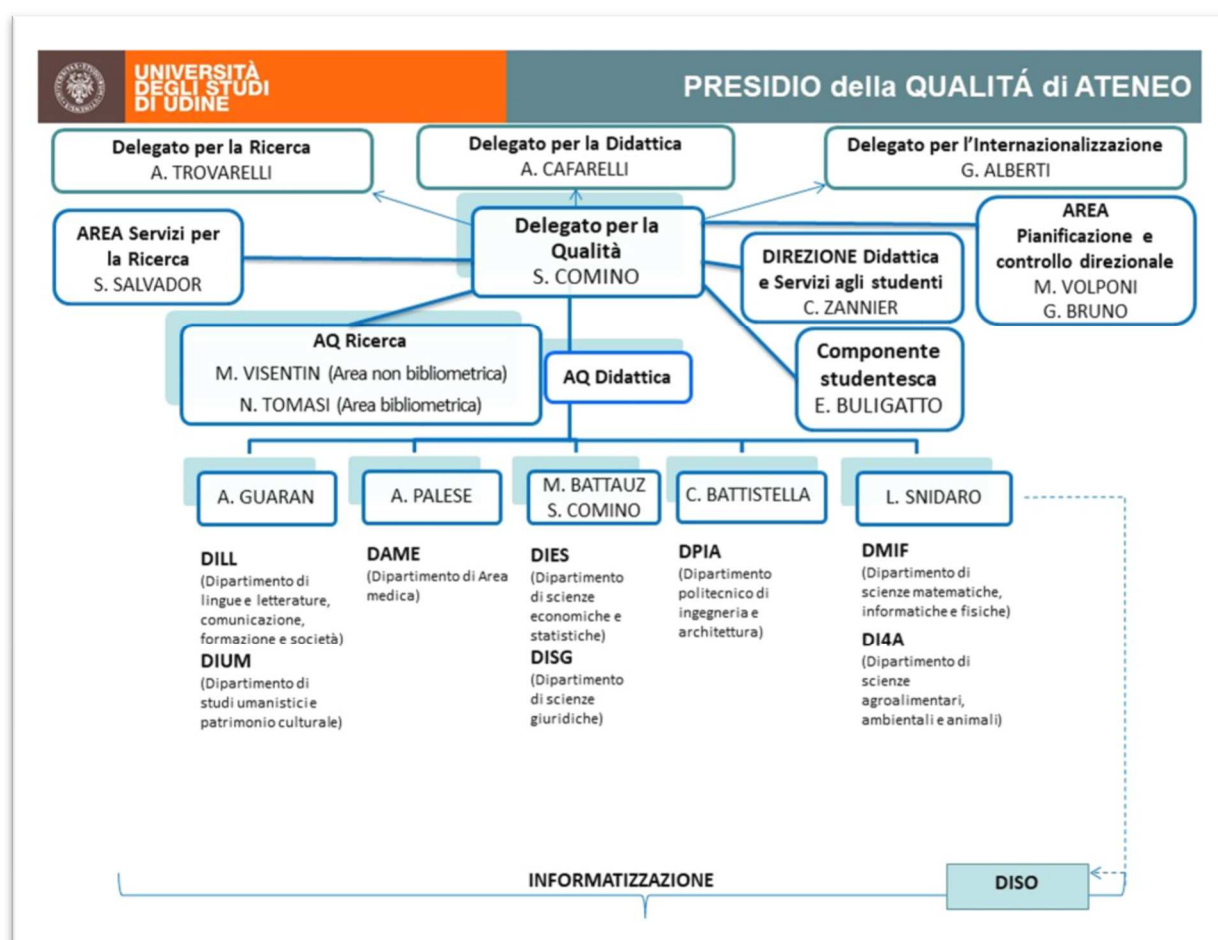 UNIVERSITÀ
DEGLI STUDI
DI UDINE
PRESIDIO della QUALITÁ di ATENEO
Delegato per la Ricerca
A. TROVARELLI
Delegato per la Didattica
A. CAFARELLI
Delegato per l'Internazionalizzazione
G. ALBERTI
AREA Servizi per
la Ricerca
S. SALVADOR
Delegato per la
Qualità
S. COMINO
DIREZIONE Didattica
e Servizi agli studenti
C. ZANNIER
AREA
Pianificazione e
controllo direzionale
M. VOLPONI
G. BRUNO
AQ Ricerca
M. VISENTIN (Area non bibliometrica)
N. TOMASI (Area bibliometrica)
AQ Didattica
Componente
studentesca
E. BULIGATTO
A. GUARAN
A. PALESE
M. BATTAUZ
S. COMINO
C. BATTISTELLA
L. SNIDARO
DILL
(Dipartimento di
lingue e letterature,
comunicazione,
formazione e società)
DIUM
(Dipartimento di
studi umanistici e
patrimonio culturale)
DAME
(Dipartimento di Area
medica)
DIES
(Dipartimento
di scienze
economiche e
statistiche)
DISG
(Dipartimento
di scienze
giuridiche)
DPIA
(Dipartimento
politecnico di
ingegneria e
architettura)
DMIF
(Dipartimento di
scienze matematiche,
informatiche e fisiche)
DI4A
(Dipartimento di
scienze
agroalimentari,
ambientali e animali)
INFORMATIZZAZIONE
DISO